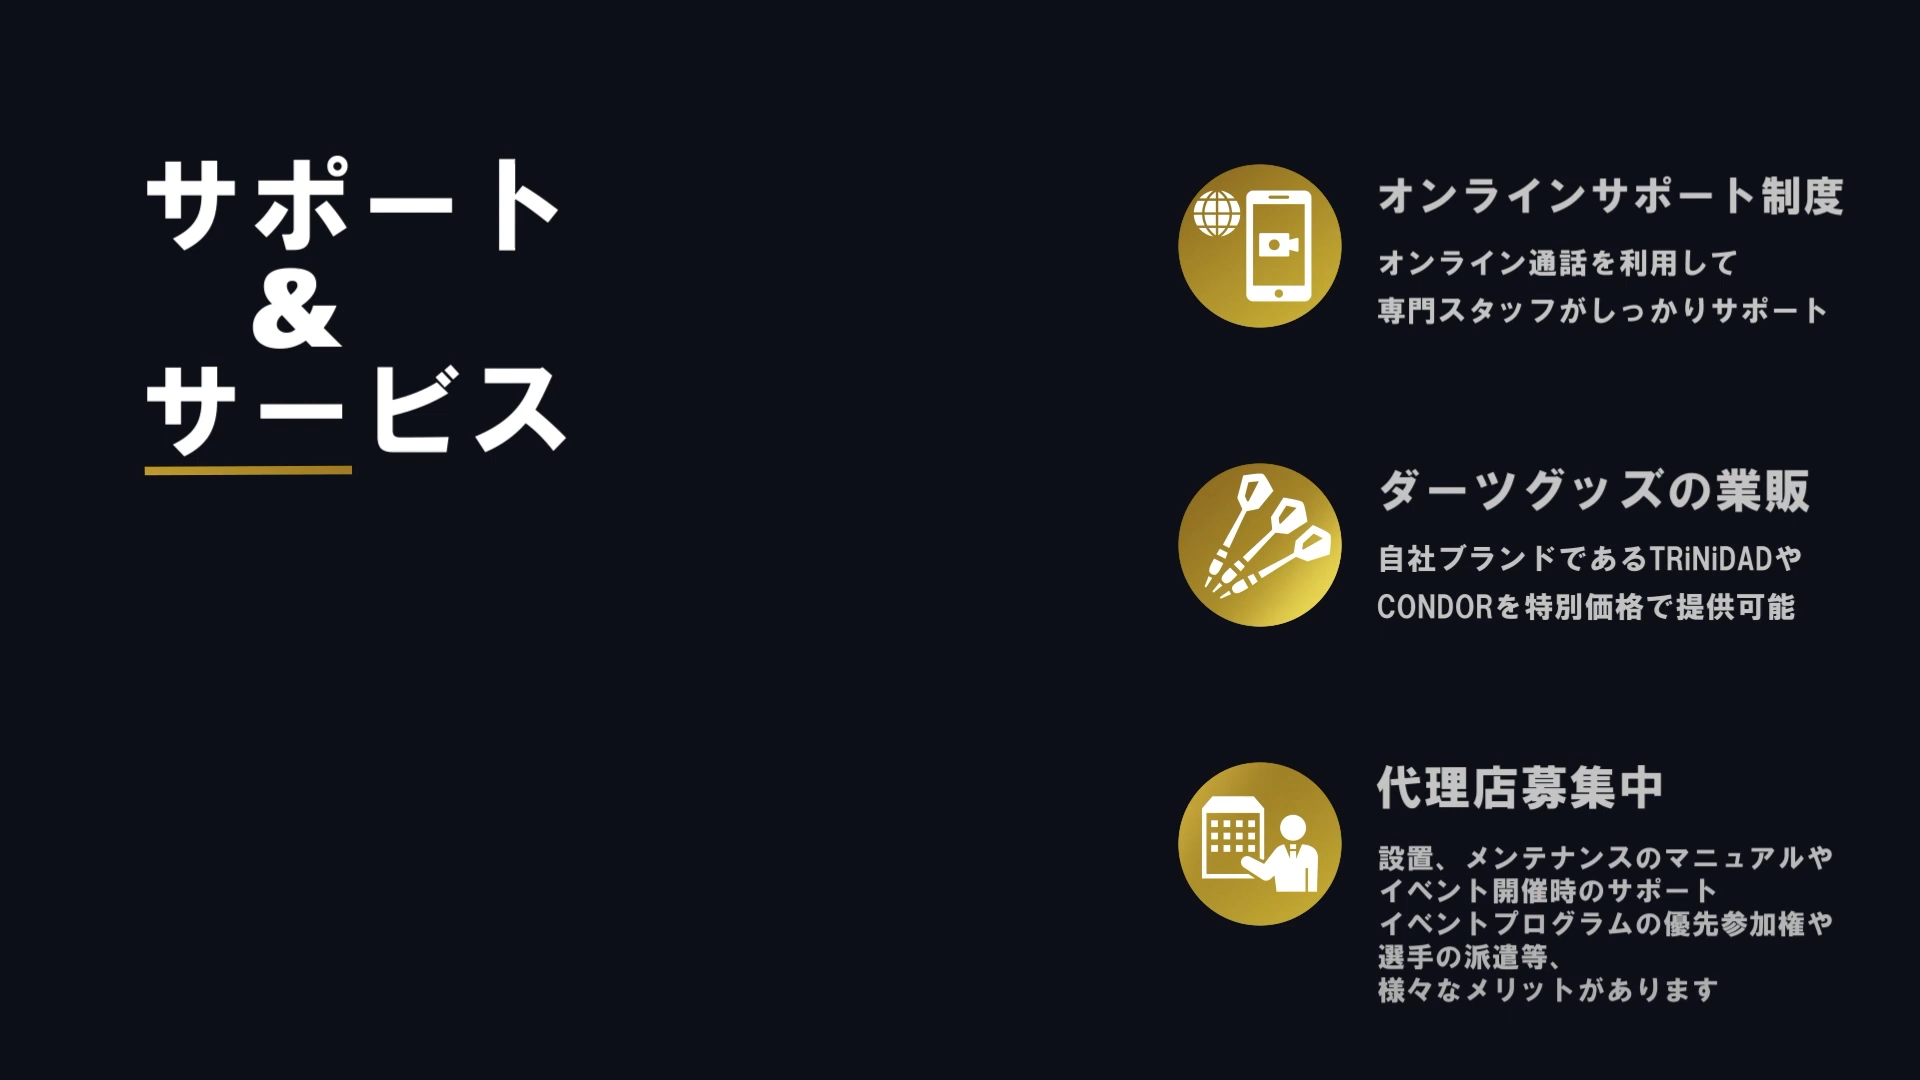 サポート
&
サービス
オンラインサポート制度
オンライン通話を利用して
専門スタッフがしっかりサポート
ダーツグッズの業販
自社ブランドであるTRiNiDADや
CONDORを特別価格で提供可能
代理店募集中
設置、メンテナンスのマニュアルや
イベント開催時のサポート
イベントプログラムの優先参加権や
選手の派遣等、
様々なメリットがあります